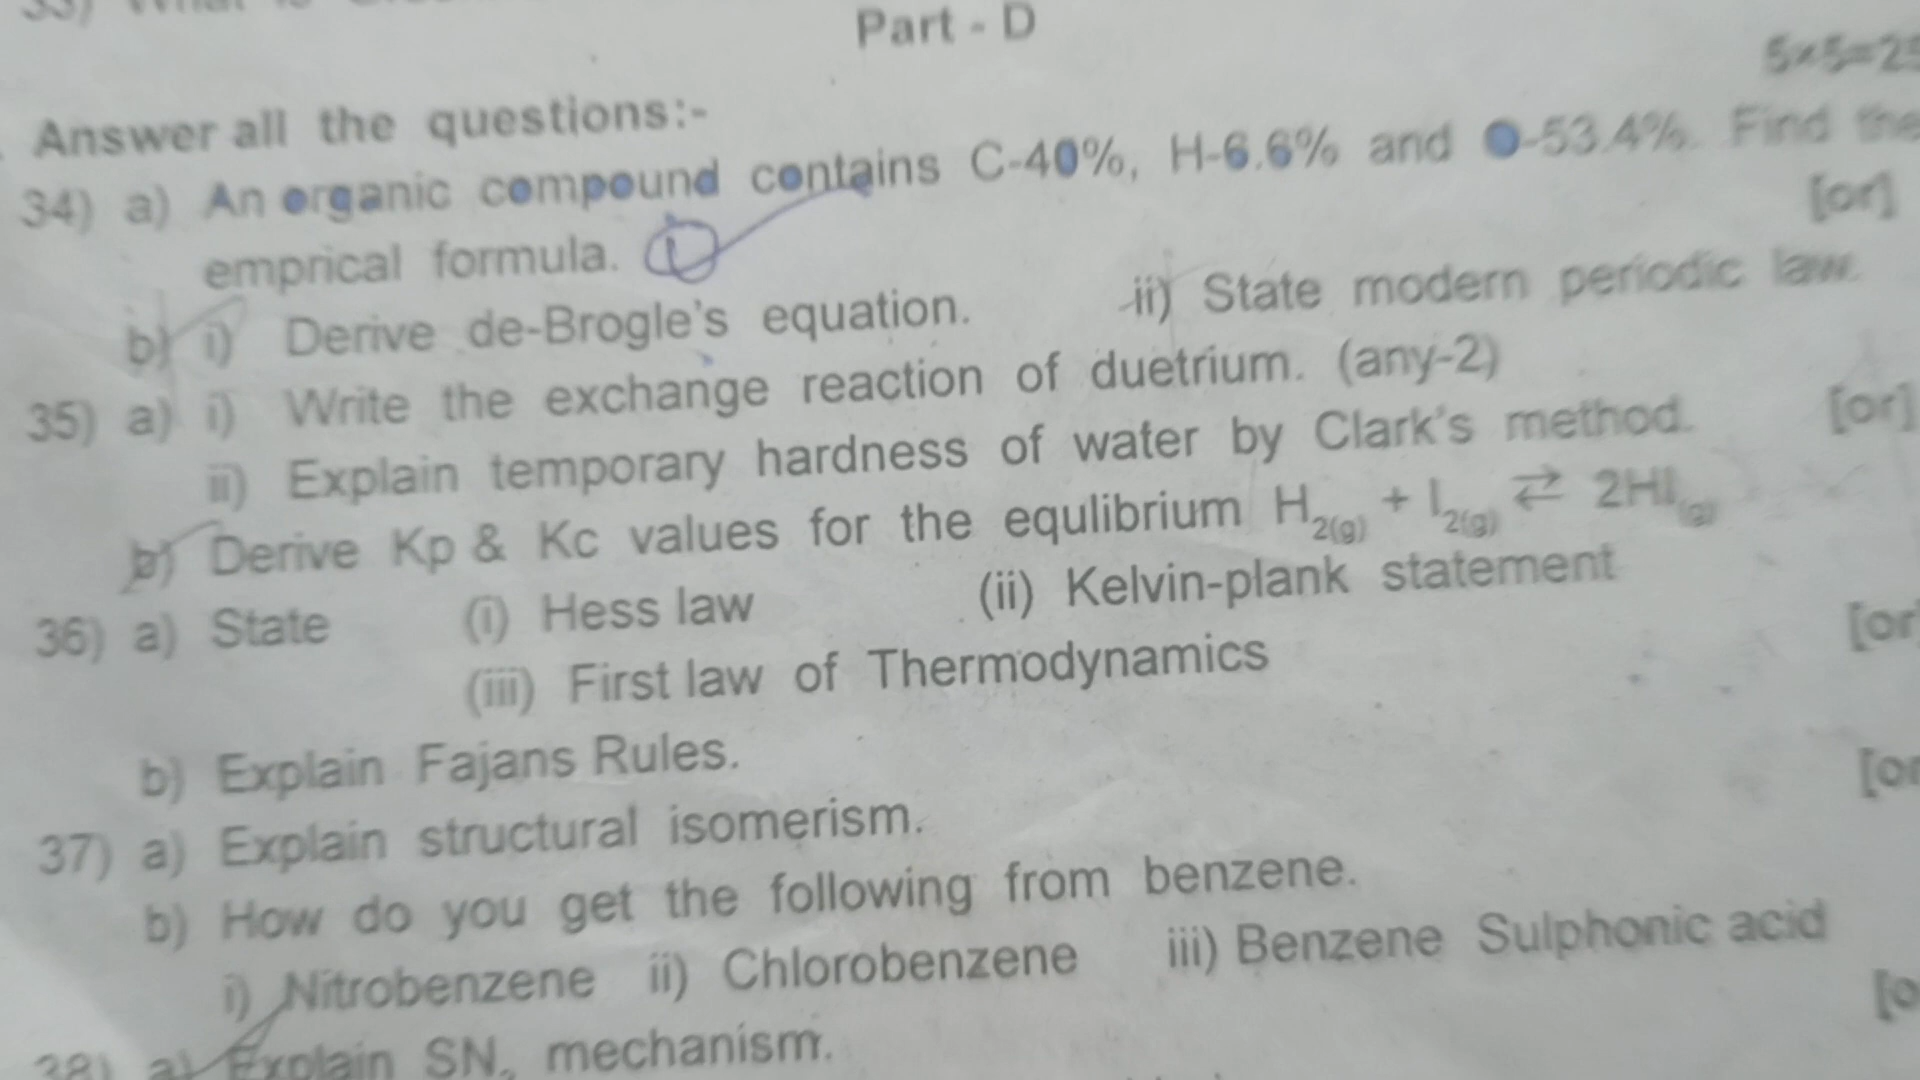 Part - D
5×5=25
Answer all the questions:-
34) a) An organic compound contains C-40%, H-6.6% and O-53.4%. Find the
emprical formula. [or]
b) i) Derive de-Brogle's equation. ii) State modern periodic law.
35) a) i) Write the exchange reaction of duetrium. (any-2)
ii) Explain temporary hardness of water by Clark's method. [or]
b) Derive Kp & Kc values for the equlibrium H2(g) + I2(g) ⇄ 2HI(g)
36) a) State (i) Hess law (ii) Kelvin-plank statement
(iii) First law of Thermodynamics [or]
b) Explain Fajans Rules.
37) a) Explain structural isomerism. [or
b) How do you get the following from benzene.
i) Nitrobenzene ii) Chlorobenzene iii) Benzene Sulphonic acid
38) a) Explain SN mechanism. [o